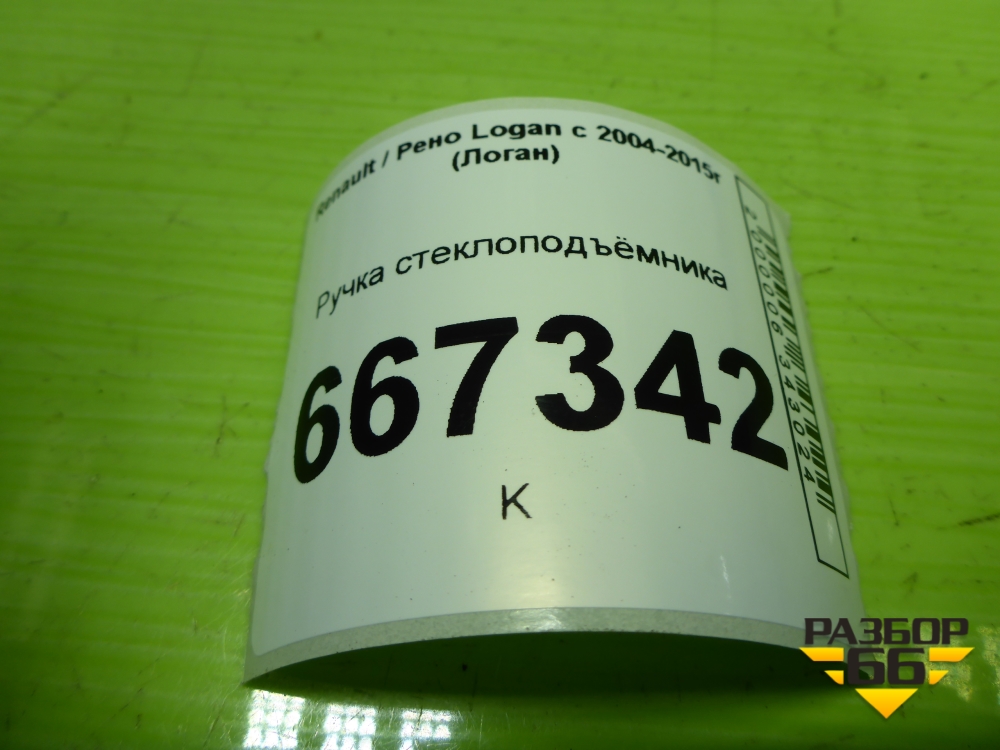 Renault / Рено Logan с 2004-2015г
(Логан)
Ручка стеклоподъёмника
667342
К
2000006343024
РАЗБОР
66